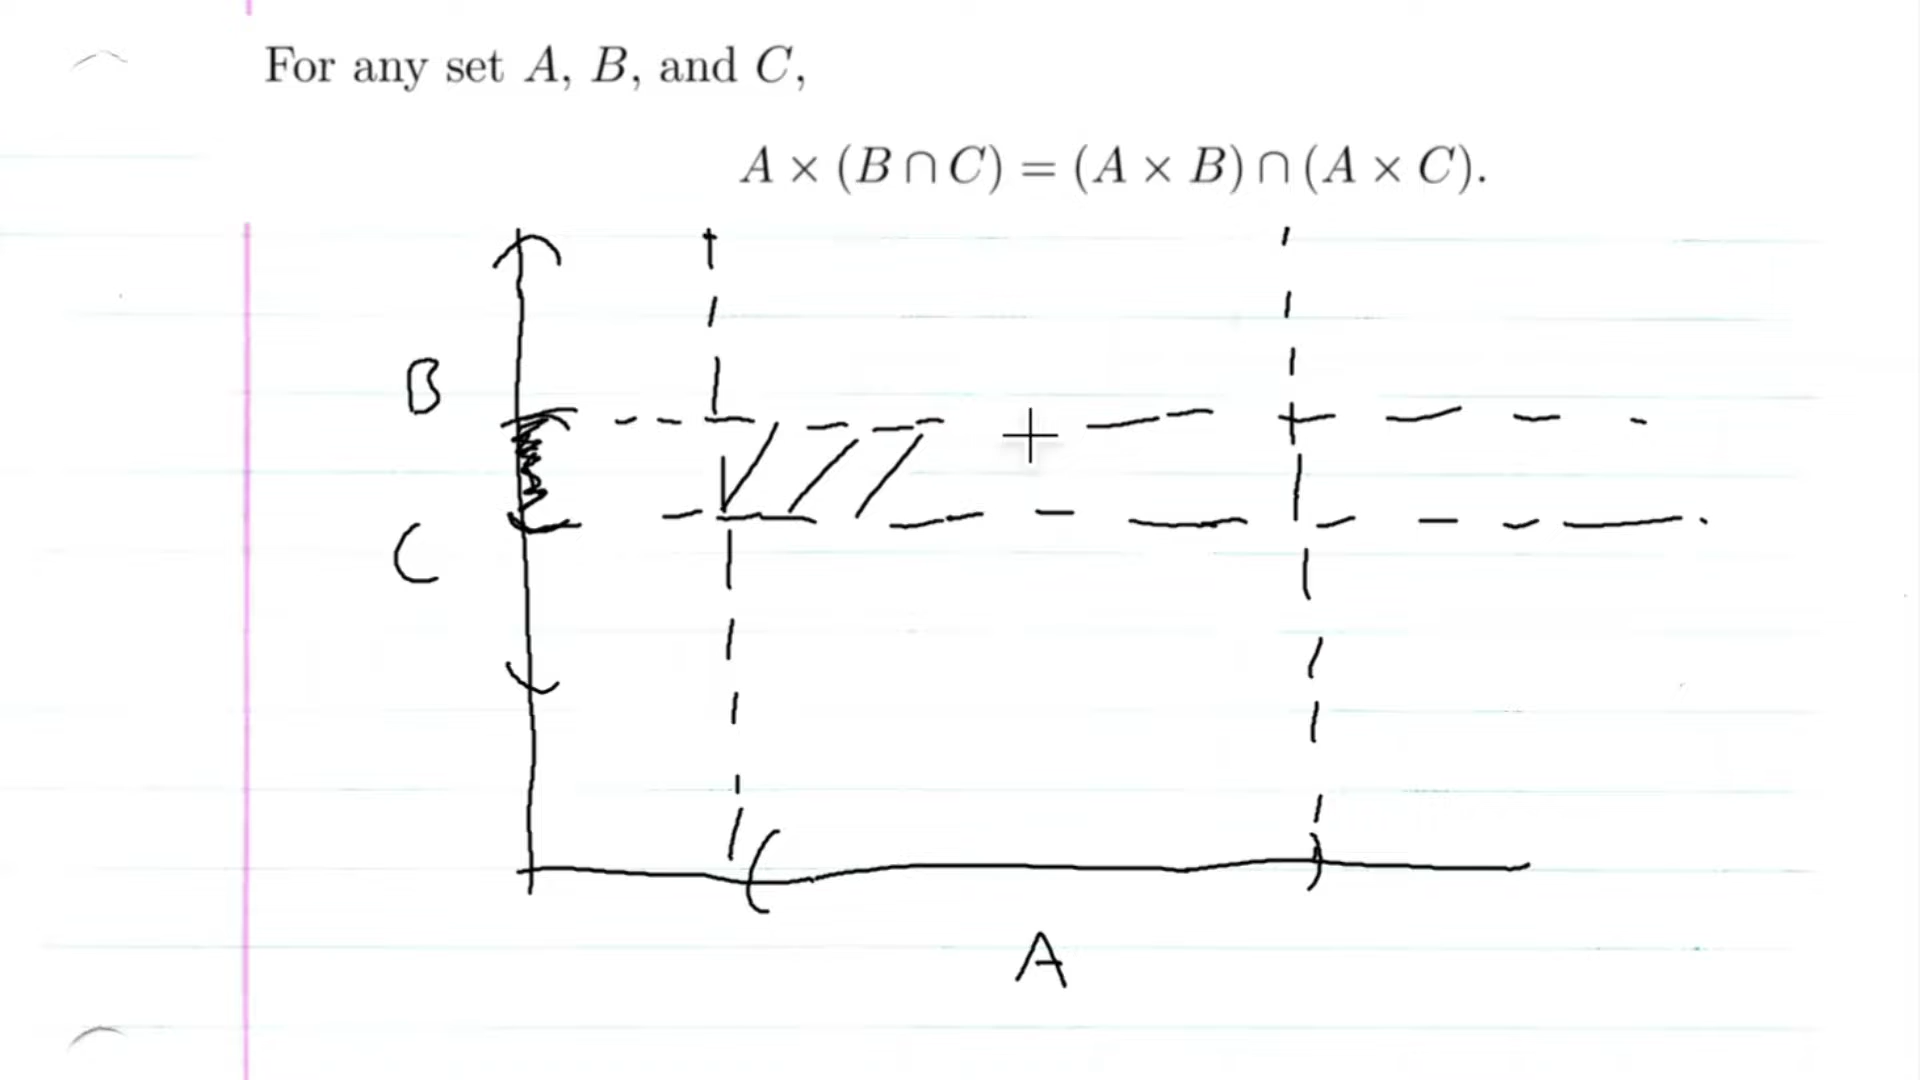 For any set A, B, and C,
A × (B ∩ C) = (A × B) ∩ (A × C).
B
C
A